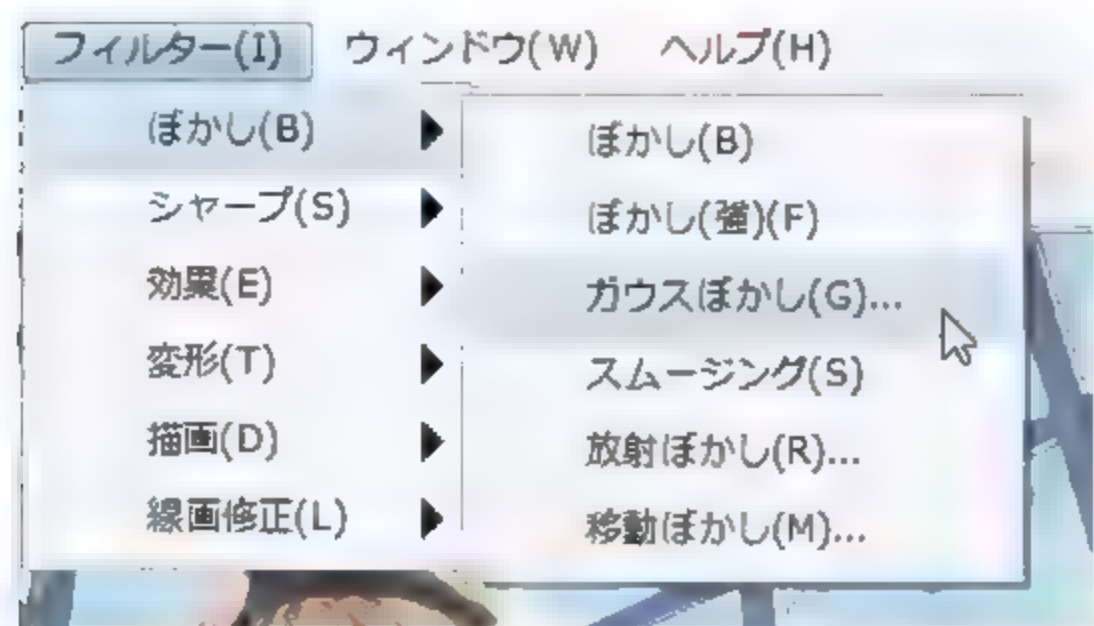 フィルター(I) ウィンドウ(W) ヘルプ(H)
ぼかし(B)
シャープ(S)
効果(E)
変形(T)
描画(D)
線画修正(L)
ぼかし(B)
ぼかし(強)(F)
ガウスぼかし(G)...
スムージング(S)
放射ぼかし(R)...
移動ぼかし(M)...